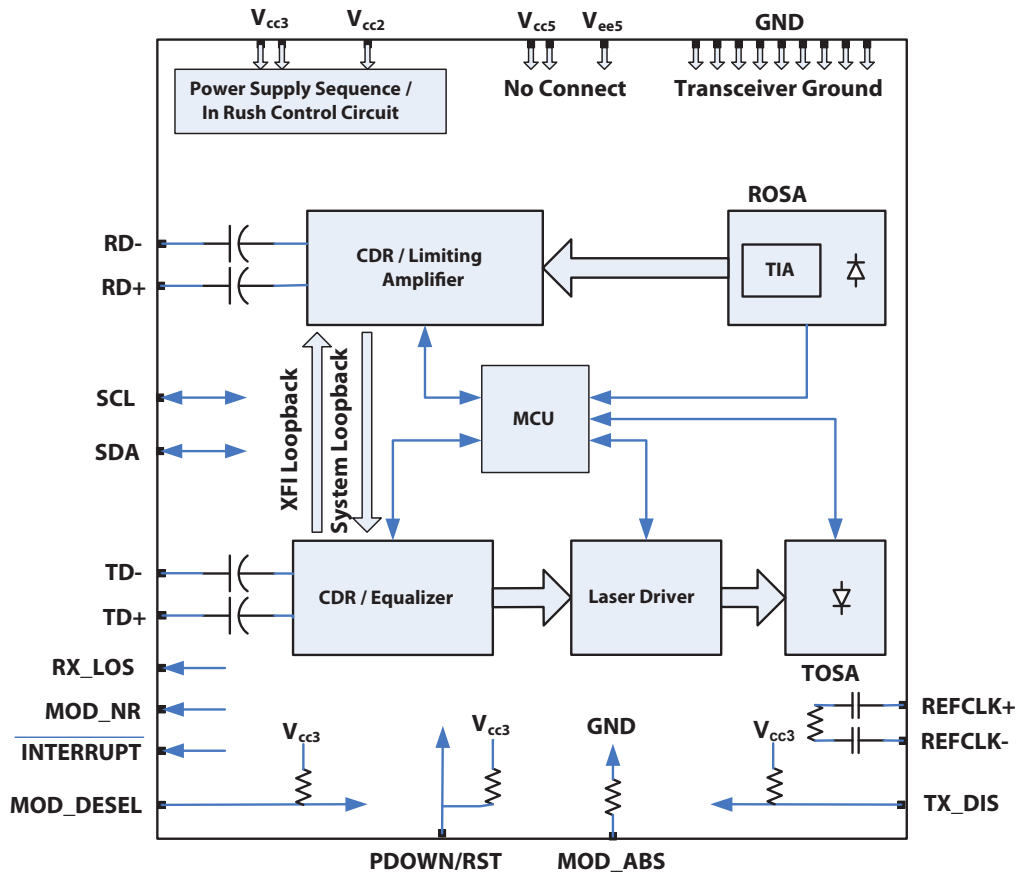 Vcc3
Vcc2
Vcc5
Vee5
GND
Power Supply Sequence /
In Rush Control Circuit
No Connect
Transceiver Ground
ROSA
RD-
RD+
CDR / Limiting
Amplifier
TIA
XFI Loopback
System Loopback
SCL
SDA
MCU
TD-
TD+
CDR / Equalizer
Laser Driver
TOSA
RX_LOS
MOD_NR
INTERRUPT
MOD_DESEL
Vcc3
Vcc3
GND
Vcc3
REFCLK+
REFCLK-
TX_DIS
PDOWN/RST
MOD_ABS